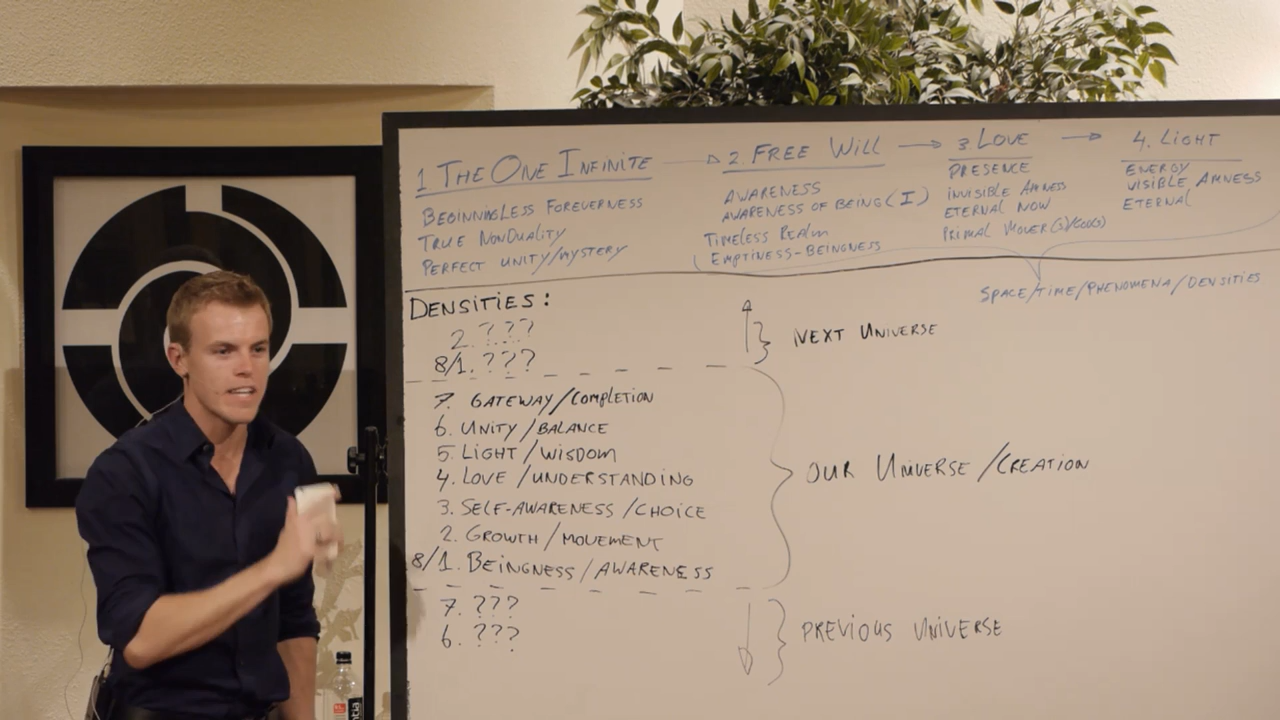 1 THE ONE INFINITE → 2. FREE WILL → 3 LOVE → 4. LIGHT
BEGINNINGLESS FOREVERNESS
TRUE NONDUALITY
PERFECT UNITY/MYSTERY
AWARENESS
AWARENESS OF BEING (I)
TIMELESS REALM
EMPTINESS-BEINGNESS
PRESENCE
INVISIBLE AMNESS
ETERNAL NOW
PRIMAL MOVER(S)/GOD(S)
ENERGY
VISIBLE AMNESS
ETERNAL
SPACE/TIME/PHENOMENA/DENSITIES
DENSITIES:
2. ???
8/1. ???
NEXT UNIVERSE
7. GATEWAY/COMPLETION
6. UNITY/BALANCE
5. LIGHT/WISDOM
4. LOVE/UNDERSTANDING
3. SELF-AWARENESS/CHOICE
2. GROWTH/MOVEMENT
8/1. BEINGNESS/AWARENESS
OUR UNIVERSE/CREATION
7. ???
6. ???
PREVIOUS UNIVERSE